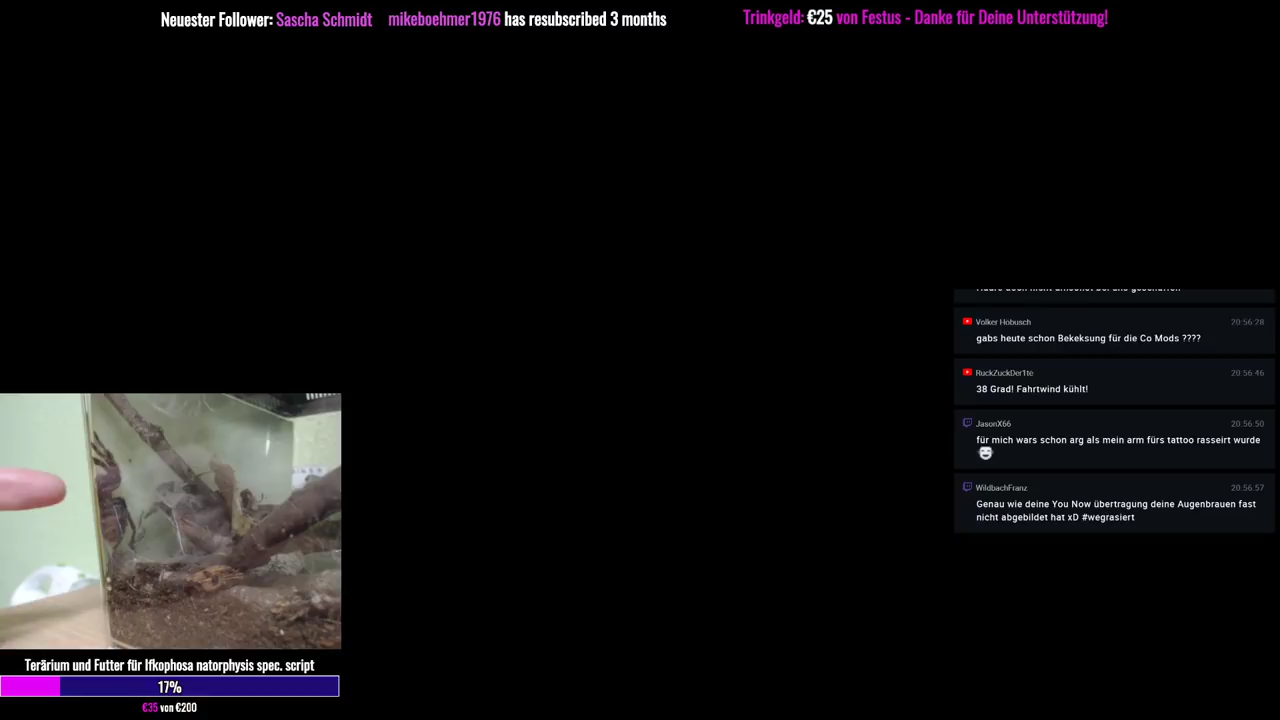 Neuester Follower: Sascha Schmidt mikeboehmer1976 has resubscribed 3 months
Trinkgeld: €25 von Festus - Danke für Deine Unterstützung!
Volker Hobusch 20:56:28
gabs heute schon Bekeksung für die Co Mods ????
RuckZuckDer1te 20:56:46
38 Grad! Fahrtwind kühlt!
JasonX66 20:56:50
für mich wars schon arg als mein arm fürs tattoo rasseirt wurde
WildbachFranz 20:56:57
Genau wie deine You Now übertragung deine Augenbrauen fast
nicht abgebildet hat xD #wegrasiert
Terärium und Futter für Ifkophosa natorphysis spec. script
17%
€35 von €200